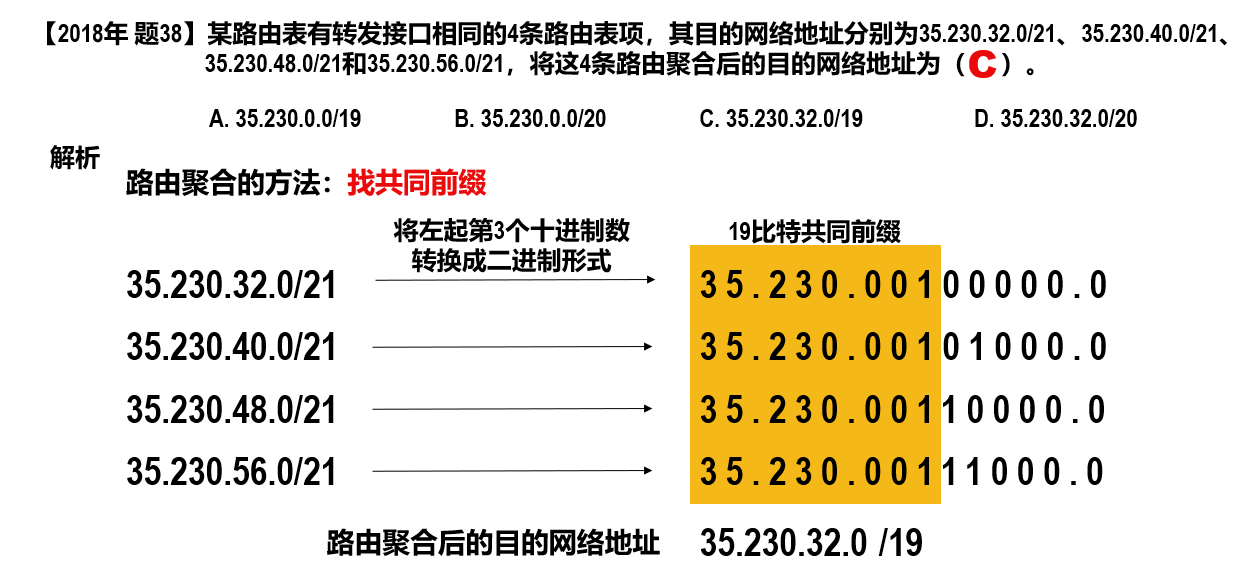 【2018年 题38】某路由表有转发接口相同的4条路由表项，其目的网络地址分别为35.230.32.0/21、35.230.40.0/21、
35.230.48.0/21和35.230.56.0/21，将这4条路由聚合后的目的网络地址为（C）。
A. 35.230.0.0/19 B. 35.230.0.0/20 C. 35.230.32.0/19 D. 35.230.32.0/20
解析
路由聚合的方法：找共同前缀
将左起第3个十进制数
转换成二进制形式
19比特共同前缀
35.230.32.0/21 35.230.00100000.0
35.230.40.0/21 35.230.00101000.0
35.230.48.0/21 35.230.00110000.0
35.230.56.0/21 35.230.00111000.0
路由聚合后的目的网络地址 35.230.32.0 /19